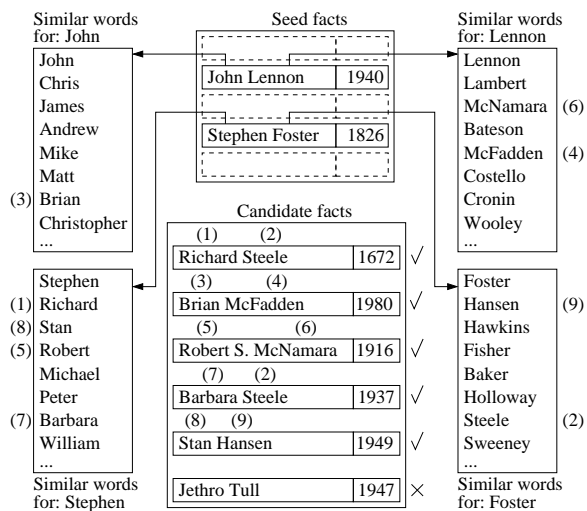 Similar words
for: John
John
Chris
James
Andrew
Mike
Matt
(3) Brian
Christopher
...
Seed facts
John Lennon 1940
Stephen Foster 1826
Similar words
for: Lennon
Lennon
Lambert
McNamara (6)
Bateson
McFadden (4)
Costello
Cronin
Wooley
...
Candidate facts
(1) (2)
Richard Steele 1672 √
(3) (4)
Brian McFadden 1980 √
(5) (6)
Robert S. McNamara 1916 √
(7) (2)
Barbara Steele 1937 √
(8) (9)
Stan Hansen 1949 √
Jethro Tull 1947 ×
Stephen
(1) Richard
(8) Stan
(5) Robert
Michael
Peter
(7) Barbara
William
...
Similar words
for: Stephen
Foster
Hansen (9)
Hawkins
Fisher
Baker
Holloway
Steele (2)
Sweeney
...
Similar words
for: Foster